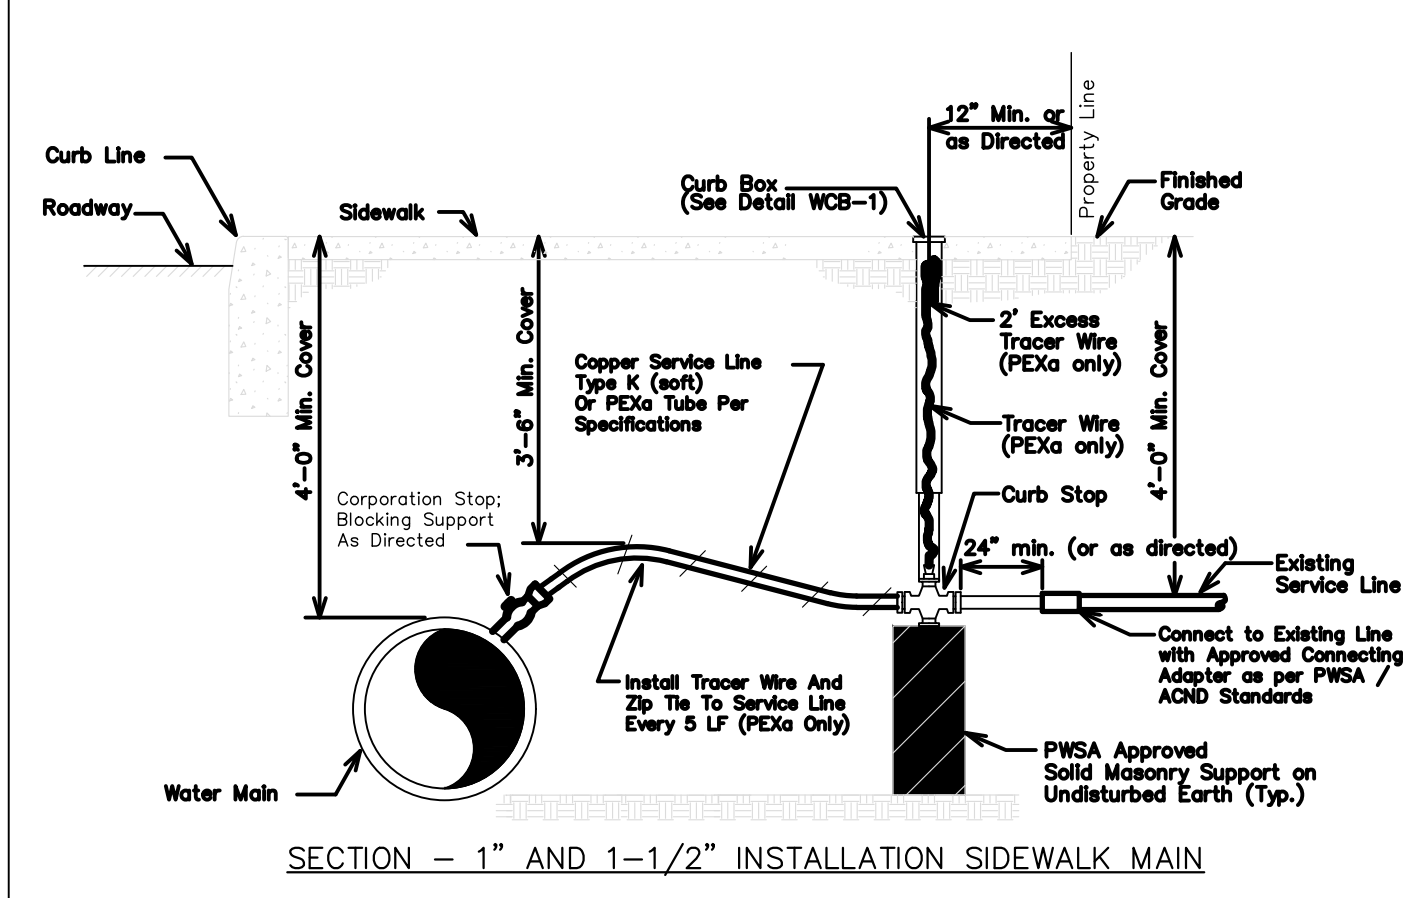 12” Min. or
as Directed
Property Line
Curb Line
Roadway
Sidewalk
Curb Box
(See Detail WCB-1)
Finished
Grade
4'-0” Min. Cover
3'-6” Min. Cover
Copper Service Line
Type K (soft)
Or PEXa Tube Per
Specifications
2' Excess
Tracer Wire
(PEXa only)
Tracer Wire
(PEXa only)
4'-0” Min. Cover
Corporation Stop;
Blocking Support
As Directed
Curb Stop
24” min. (or as directed)
Existing
Service Line
Connect to Existing Line
with Approved Connecting
Adapter as per PWSA /
ACND Standards
Install Tracer Wire And
Zip Tie To Service Line
Every 5 LF (PEXa Only)
PWSA Approved
Solid Masonry Support on
Undisturbed Earth (Typ.)
Water Main
SECTION - 1” AND 1-1/2” INSTALLATION SIDEWALK MAIN